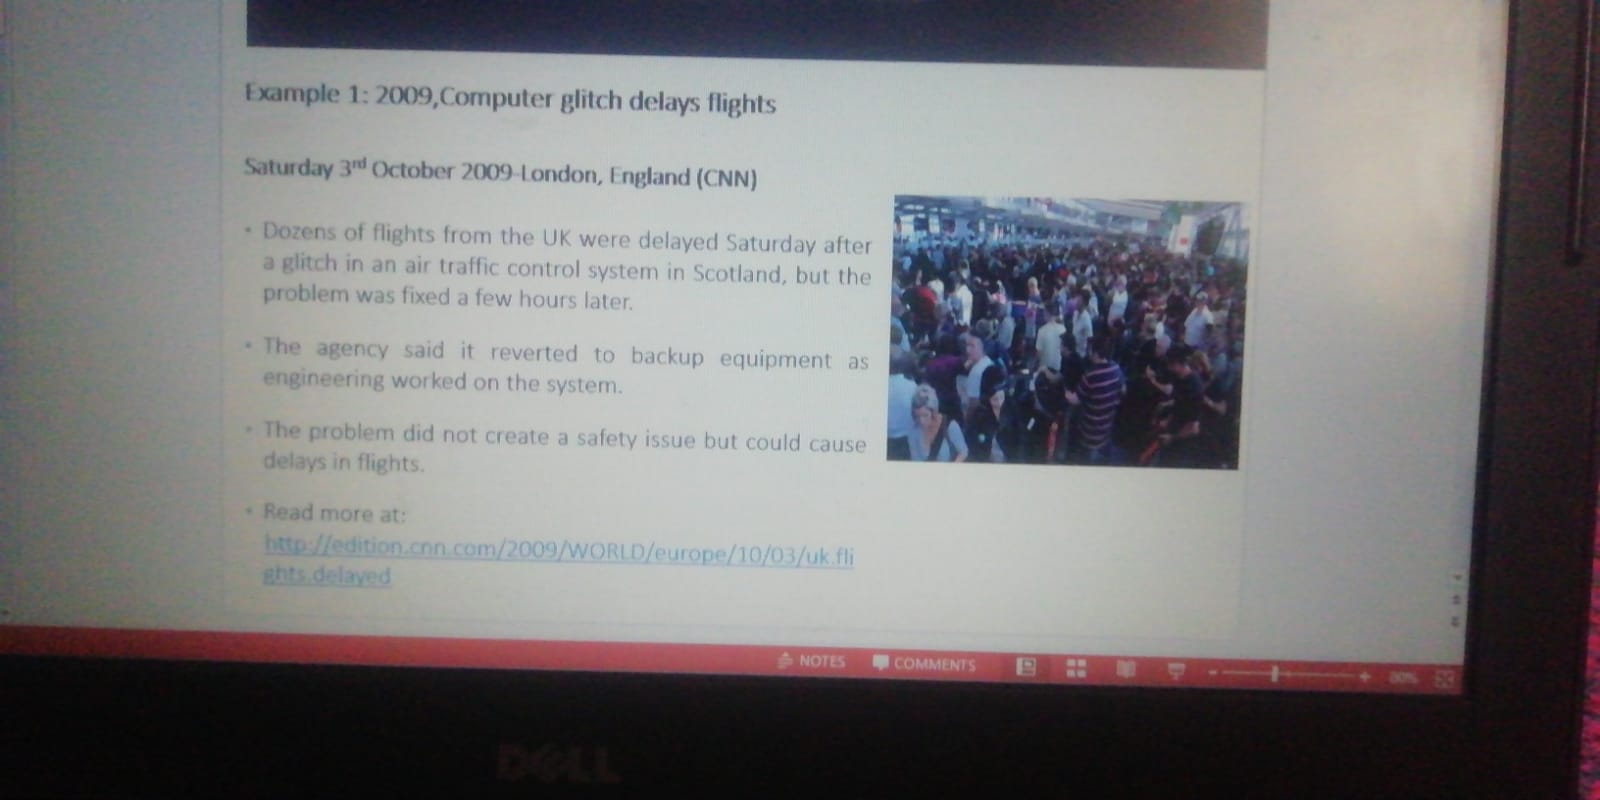 Example 1: 2009,Computer glitch delays flights
Saturday 3rd October 2009-London, England (CNN)
• Dozens of flights from the UK were delayed Saturday after
a glitch in an air traffic control system in Scotland, but the
problem was fixed a few hours later.
• The agency said it reverted to backup equipment as
engineering worked on the system.
• The problem did not create a safety issue but could cause
delays in flights.
• Read more at:
http://edition.cnn.com/2009/WORLD/europe/10/03/uk.fli
ghts.delayed
NOTES COMMENTS 80%
DELL